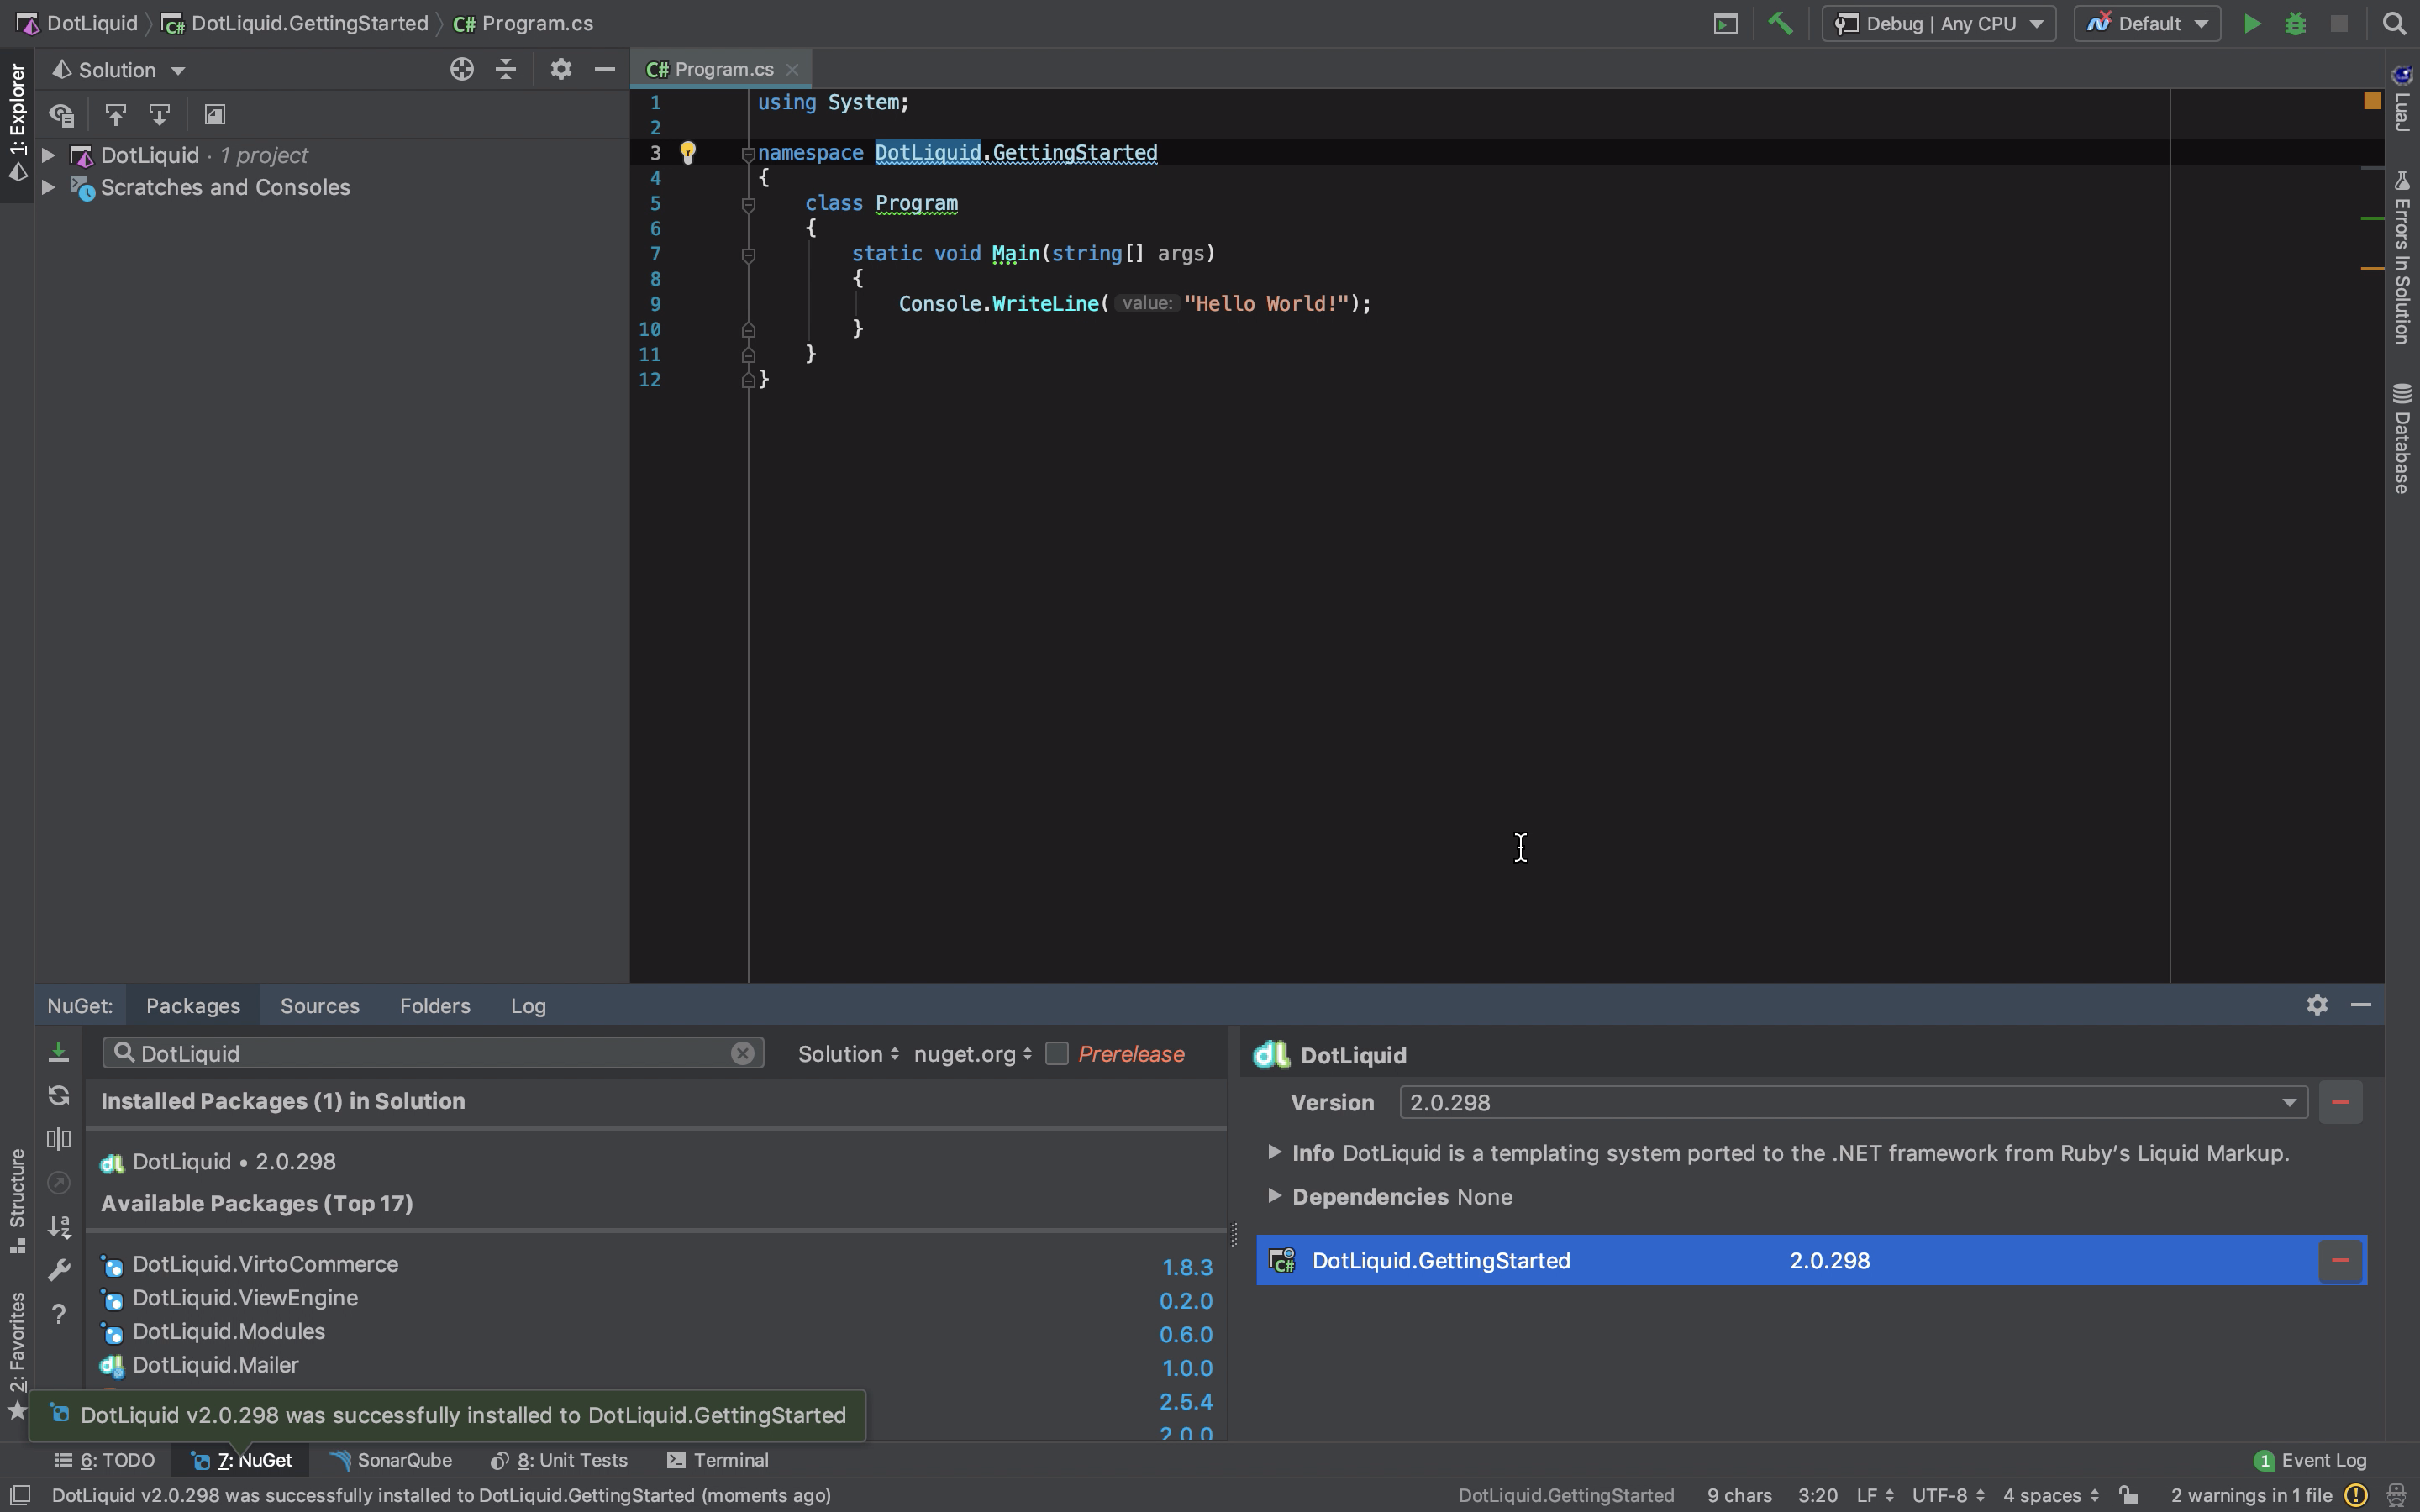 DotLiquid DotLiquid.GettingStarted C# Program.cs Debug | Any CPU Default
1: Explorer
Solution
C# Program.cs
DotLiquid · 1 project
Scratches and Consoles
1 using System;
2
3 namespace DotLiquid.GettingStarted
4 {
5 class Program
6 {
7 static void Main(string[] args)
8 {
9 Console.WriteLine( value: "Hello World!");
10 }
11 }
12 }
LuaJ
Errors In Solution
Database
NuGet: Packages Sources Folders Log
DotLiquid Solution nuget.org Prerelease
Installed Packages (1) in Solution
DotLiquid • 2.0.298
Available Packages (Top 17)
DotLiquid.VirtoCommerce 1.8.3
DotLiquid.ViewEngine 0.2.0
DotLiquid.Modules 0.6.0
DotLiquid.Mailer 1.0.0
2.5.4
2.0.0
dl DotLiquid
Version 2.0.298
Info DotLiquid is a templating system ported to the .NET framework from Ruby’s Liquid Markup.
Dependencies None
C# DotLiquid.GettingStarted 2.0.298
Structure
2: Favorites
DotLiquid v2.0.298 was successfully installed to DotLiquid.GettingStarted
6: TODO 7: NuGet SonarQube 8: Unit Tests Terminal 1 Event Log
DotLiquid v2.0.298 was successfully installed to DotLiquid.GettingStarted (moments ago) DotLiquid.GettingStarted 9 chars 3:20 LF UTF-8 4 spaces 2 warnings in 1 file